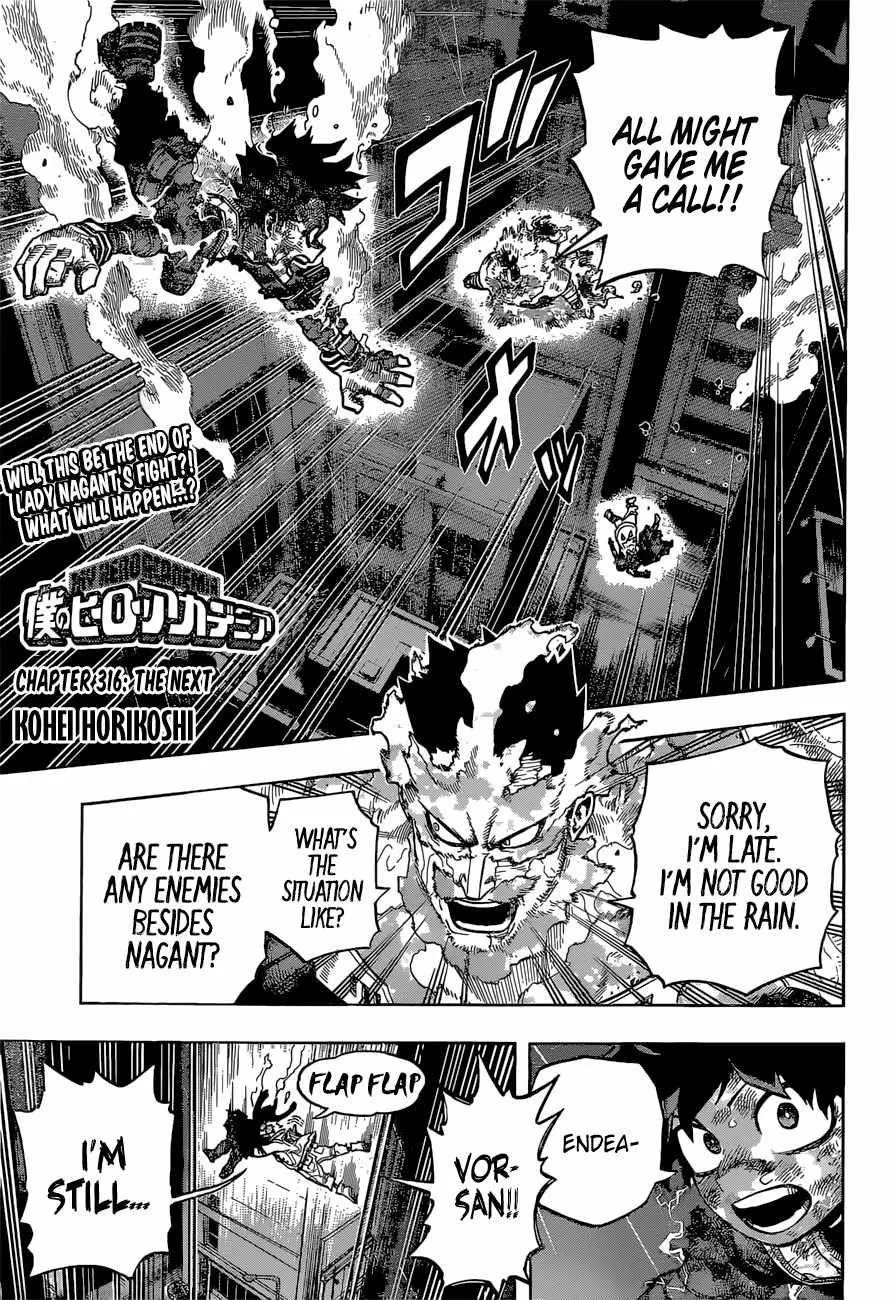 ALL MIGHT
GAVE ME
A CALL!!
ゴゴ
メ
WILL THIS BE THE END OF
LADY NAGANT'S FIGHT?!
WHAT WILL HAPPEN
僕のヒーローアカデミア
CHAPTER 316: THE NEXT
KOHEI HORIKOSHI
SORRY,
I'M LATE.
I'M NOT GOOD
IN THE RAIN.
WHAT'S
THE
SITUATION
LIKE?
ARE THERE
ANY ENEMIES
BESIDES
NAGANT?
ENDEA-
VOR-
SAN!!
FLAP FLAP
I'M
STILL...